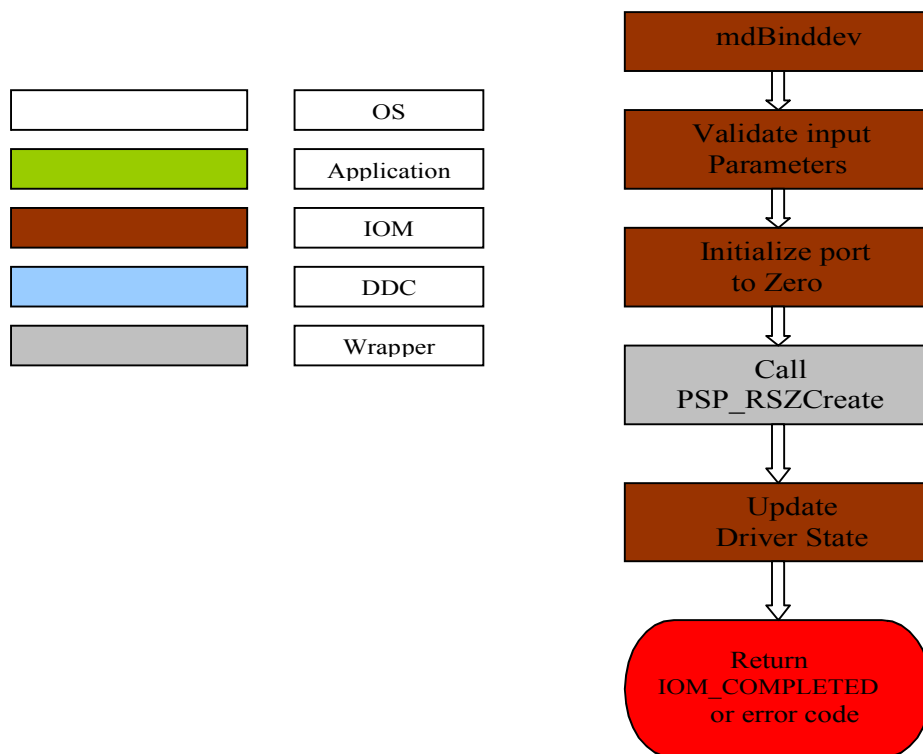 OS
Application
IOM
DDC
Wrapper
mdBinddev
Validate input
Parameters
Initialize port
to Zero
Call
PSP_RSZCreate
Update
Driver State
Return
IOM_COMPLETED
or error code